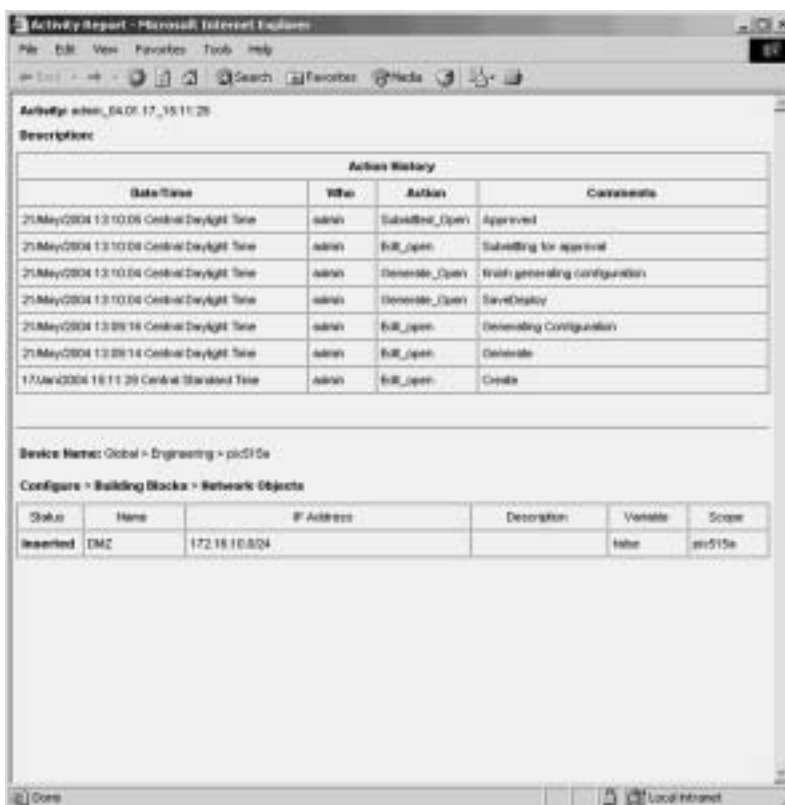 Activity Report - Microsoft Internet Explorer
File Edit View Favorites Tools Help
Back Search Favorites Media
Activity: admin_04.01.17_15:11:29
Description:
Action History
Date/Time Who Action Comments
21/May/2004 13:10:05 Central Daylight Time admin Submitted_Open Approved
21/May/2004 13:10:04 Central Daylight Time admin Edit_open Submitting for approval
21/May/2004 13:10:04 Central Daylight Time admin Generate_Open finish generating configuration
21/May/2004 13:10:04 Central Daylight Time admin Generate_Open SaveDeploy
21/May/2004 13:09:16 Central Daylight Time admin Edit_open Generating Configuration
21/May/2004 13:09:14 Central Daylight Time admin Edit_open Generate
17/Jan/2004 15:11:29 Central Standard Time admin Edit_open Create
Device Name: Global > Engineering > pix515e
Configure > Building Blocks > Network Objects
Status Name IP Address Description Variable Scope
Inserted DMZ 172.16.10.0/24 false pix515e
Done Local intranet